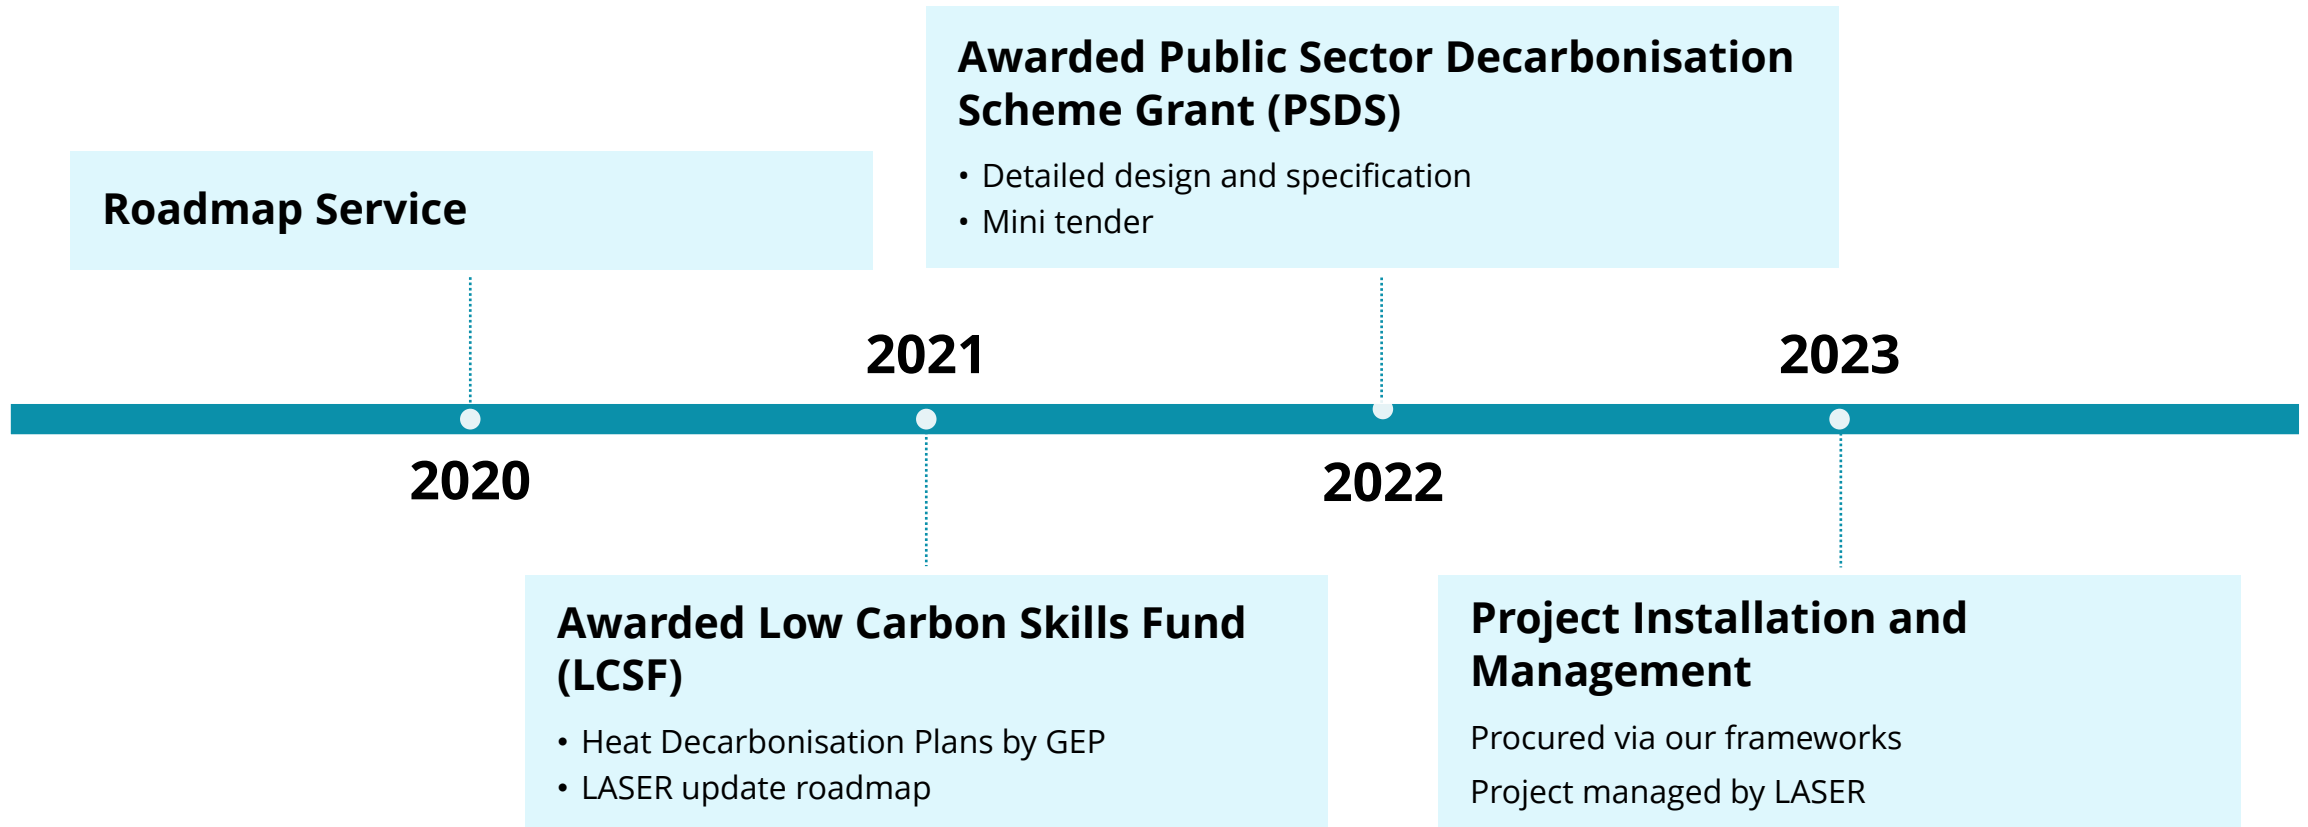 Awarded Public Sector Decarbonisation
Scheme Grant (PSDS)
• Detailed design and specification
• Mini tender
Roadmap Service
2021
2023
2020
2022
Awarded Low Carbon Skills Fund
(LCSF)
• Heat Decarbonisation Plans by GEP
• LASER update roadmap
Project Installation and
Management
Procured via our frameworks
Project managed by LASER